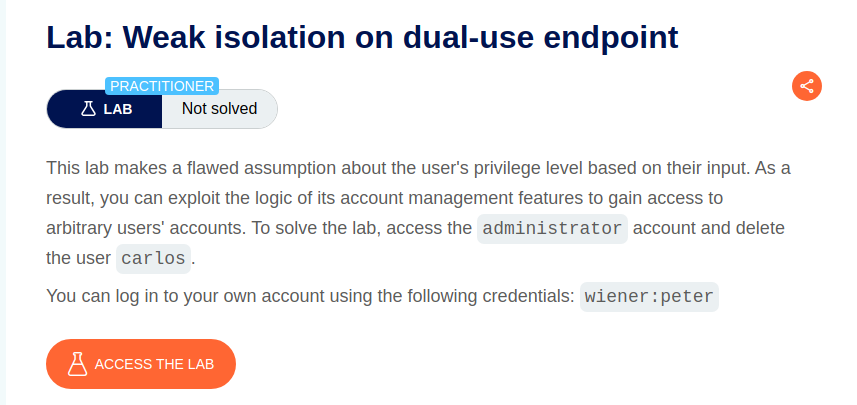 Lab: Weak isolation on dual-use endpoint
PRACTITIONER
LAB Not solved
This lab makes a flawed assumption about the user's privilege level based on their input. As a
result, you can exploit the logic of its account management features to gain access to
arbitrary users' accounts. To solve the lab, access the administrator account and delete
the user carlos.
You can log in to your own account using the following credentials: wiener:peter
ACCESS THE LAB